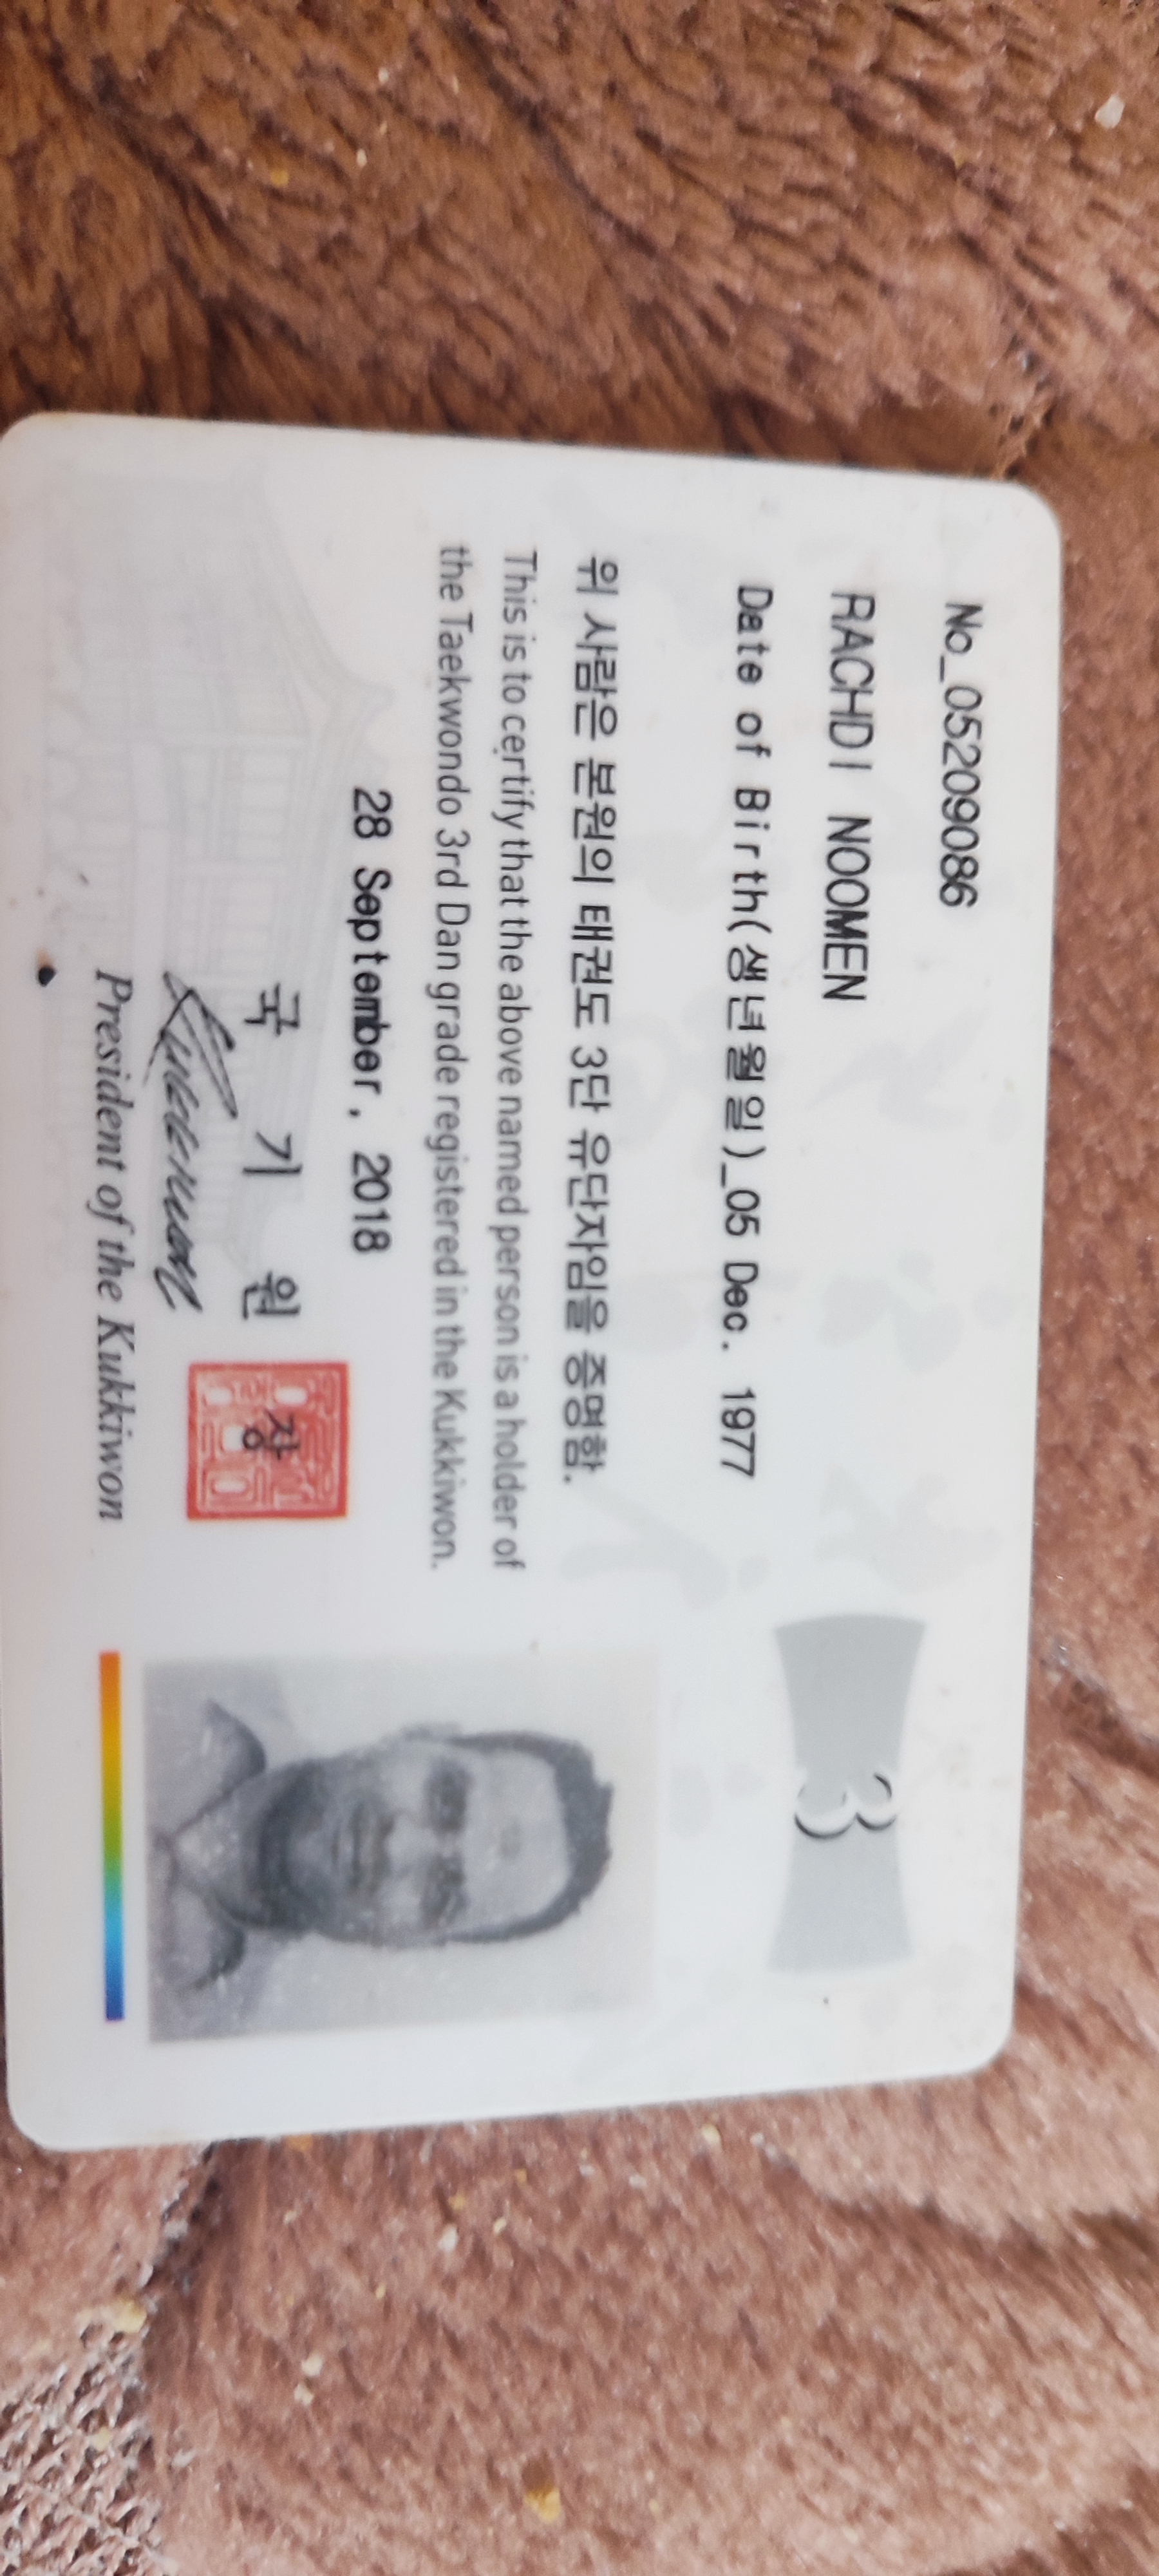 No_05209086
RACHDI NOOMEN
Date of Birth(생년월일)_05 Dec. 1977
위 사람은 본원의 태권도 3단 유단자임을 증명함.
This is to certify that the above named person is a holder of
the Taekwondo 3rd Dan grade registered in the Kukkiwon.
28 September, 2018
국 기 원 장
President of the Kukkiwon
3